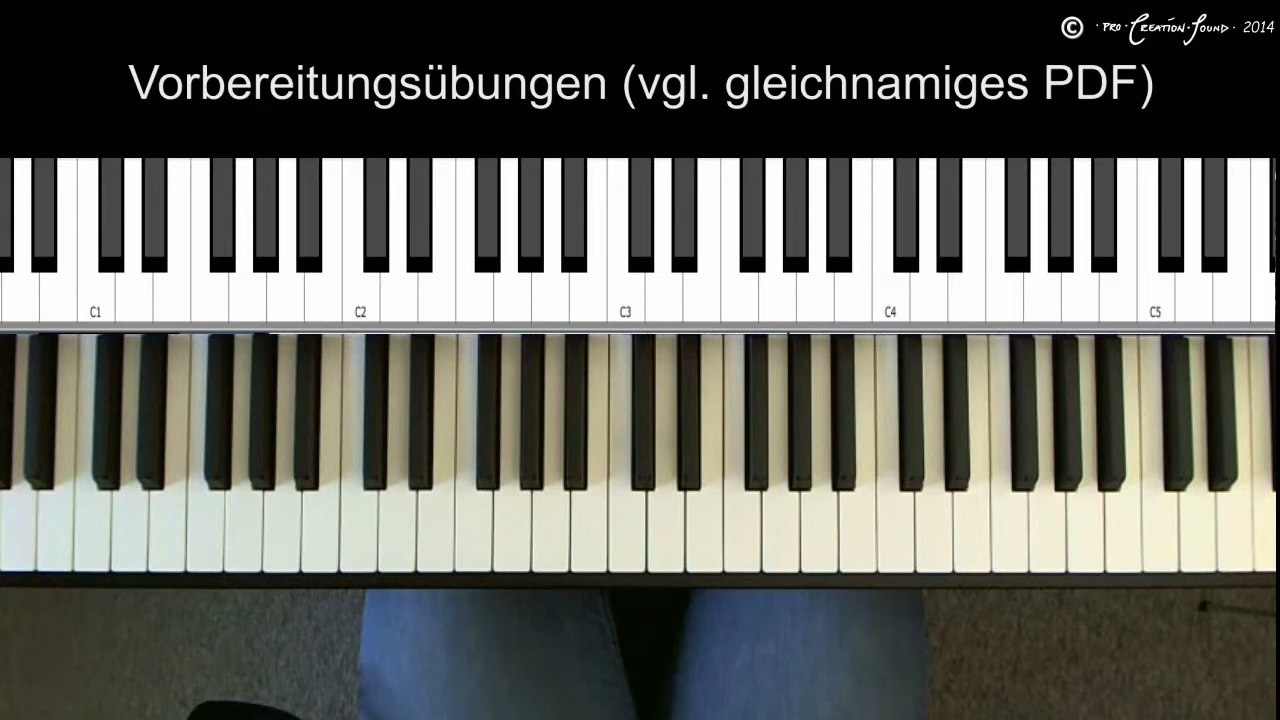 © · PRO · CREATION · SOUND · 2014
Vorbereitungsübungen (vgl. gleichnamiges PDF)
C1 C2 C3 C4 C5